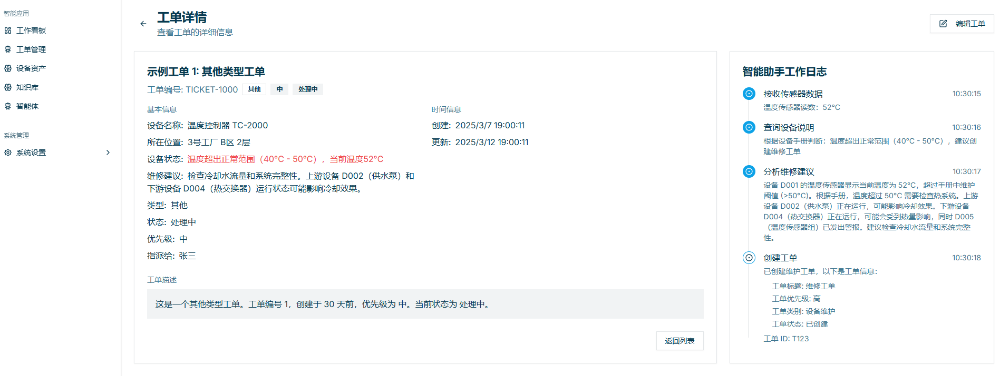 智能应用
工作看板
工单管理
设备资产
知识库
智能体
系统管理
系统设置
工单详情
查看工单的详细信息
编辑工单
示例工单 1: 其他类型工单
工单编号: TICKET-1000 其他 中 处理中
基本信息
设备名称: 温度控制器 TC-2000
所在位置: 3号工厂 B区 2层
设备状态: 温度超出正常范围（40°C - 50°C），当前温度52°C
维修建议: 检查冷却水流量和系统完整性。上游设备 D002（供水泵）和
下游设备 D004（热交换器）运行状态可能影响冷却效果。
类型: 其他
状态: 处理中
优先级: 中
指派给: 张三
时间信息
创建: 2025/3/7 19:00:11
更新: 2025/3/12 19:00:11
工单描述
这是一个其他类型工单。工单编号 1，创建于 30 天前，优先级为 中。当前状态为 处理中。
返回列表
智能助手工作日志
接收传感器数据 10:30:15
温度传感器读数：52°C
查询设备说明 10:30:16
根据设备手册判断：温度超出正常范围（40°C - 50°C），建议创
建维修工单
分析维修建议 10:30:17
设备 D001 的温度传感器显示当前温度为 52°C，超过手册中维护
阈值 (>50°C)。根据手册，温度超过 50°C 需要检查热系统。上游
设备 D002（供水泵）正在运行，可能影响冷却效果。下游设备
D004（热交换器）正在运行，可能会受到热量影响，同时 D005
（温度传感器组）已发出警报。建议检查冷却水流量和系统完整
性。
创建工单 10:30:18
已创建维护工单，以下是工单信息：
工单标题: 维修工单
工单优先级: 高
工单类别: 设备维护
工单状态: 已创建
工单 ID: T123